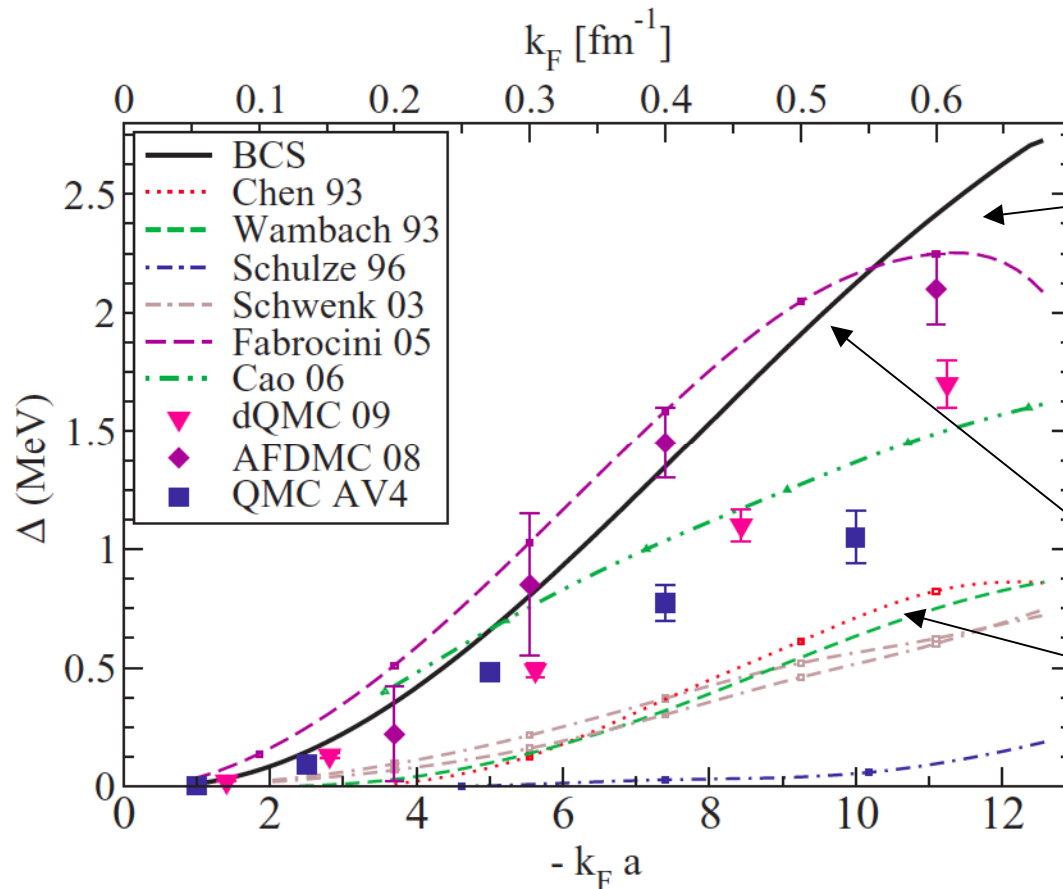 k_F [fm^-1]
0 0.1 0.2 0.3 0.4 0.5 0.6
BCS
Chen 93
Wambach 93
Schulze 96
Schwenk 03
Fabrocini 05
Cao 06
dQMC 09
AFDMC 08
QMC AV4
Δ (MeV)
2.5
2
1.5
1
0.5
0
0 2 4 6 8 10 12
- k_F a